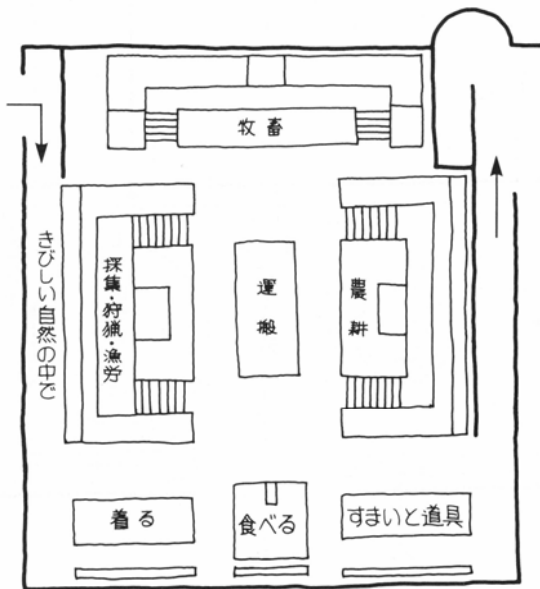 牧畜
きびしい自然の中で
採集・狩猟・漁労
運搬
農耕
着る
食べる
すまいと道具